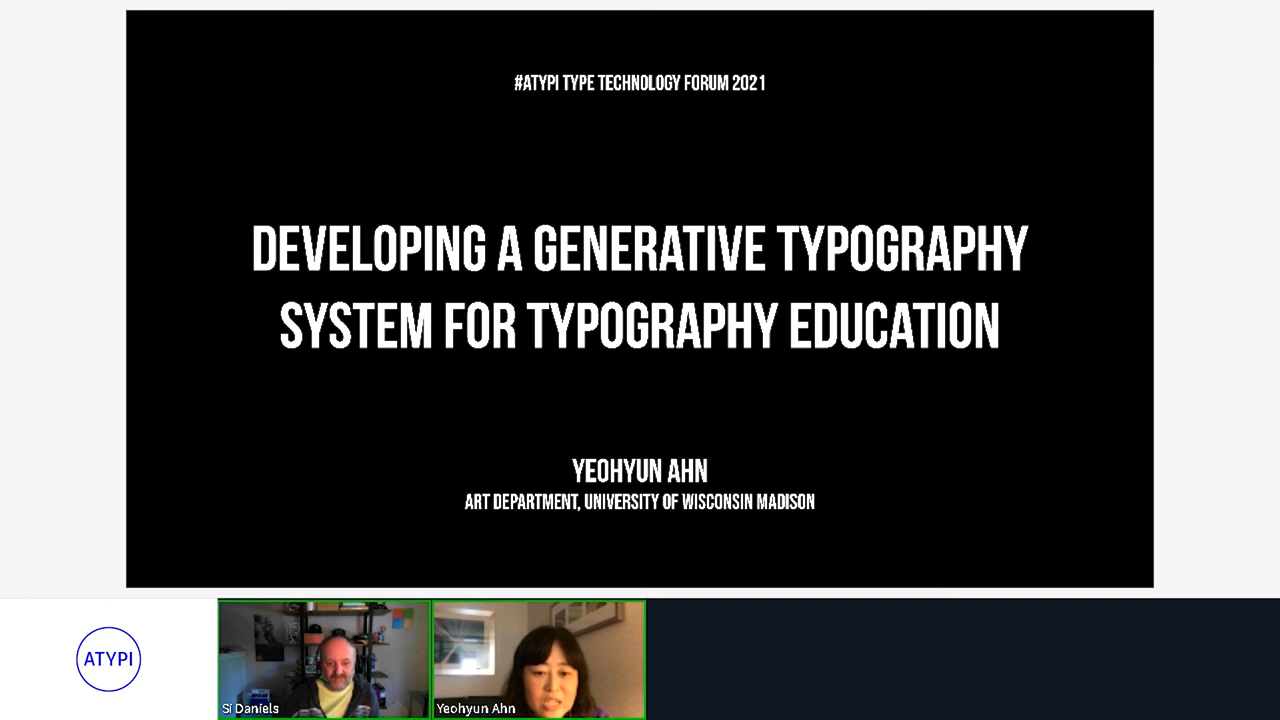 #ATYPI TYPE TECHNOLOGY FORUM 2021
DEVELOPING A GENERATIVE TYPOGRAPHY
SYSTEM FOR TYPOGRAPHY EDUCATION
YEOHYUN AHN
ART DEPARTMENT, UNIVERSITY OF WISCONSIN MADISON
ATYPI
Si Daniels
Yeohyun Ahn